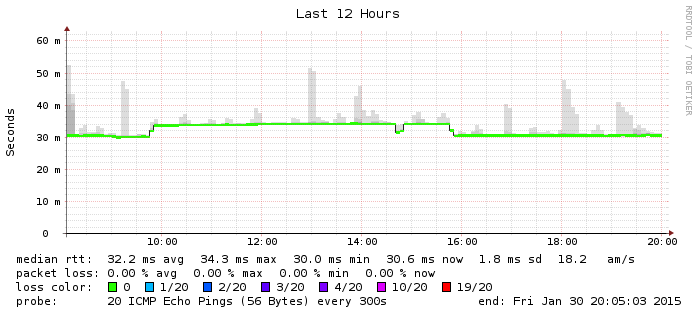 Last 12 Hours
RRDTOOL / TOBI OETIKER
Seconds
60 m
50 m
40 m
30 m
20 m
10 m
0
10:00 12:00 14:00 16:00 18:00 20:00
median rtt: 32.2 ms avg 34.3 ms max 30.0 ms min 30.6 ms now 1.8 ms sd 18.2 am/s
packet loss: 0.00 % avg 0.00 % max 0.00 % min 0.00 % now
loss color: 0 1/20 2/20 3/20 4/20 10/20 19/20
probe: 20 ICMP Echo Pings (56 Bytes) every 300s end: Fri Jan 30 20:05:03 2015